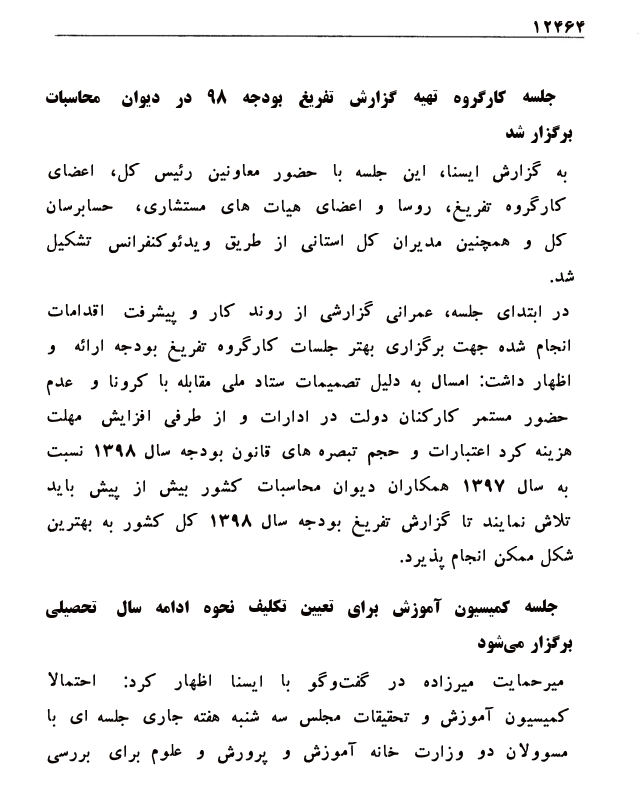 ۱۲۴۶۴
جلسه کارگروه تهیه گزارش تفریغ بودجه ۹۸ در دیوان محاسبات
برگزار شد
به گزارش ایسنا، این جلسه با حضور معاونین رئیس کل، اعضای
کارگروه تفریغ، روسا و اعضای هیات های مستشاری، حسابرسان
کل و همچنین مدیران کل استانی از طریق ویدئوکنفرانس تشکیل
شد.
در ابتدای جلسه، عمرانی گزارشی از روند کار و پیشرفت اقدامات
انجام شده جهت برگزاری بهتر جلسات کارگروه تفریغ بودجه ارائه و
اظهار داشت: امسال به دلیل تصمیمات ستاد ملی مقابله با کرونا و عدم
حضور مستمر کارکنان دولت در ادارات و از طرفی افزایش مهلت
هزینه کرد اعتبارات و حجم تبصره های قانون بودجه سال ۱۳۹۸ نسبت
به سال ۱۳۹۷ همکاران دیوان محاسبات کشور بیش از پیش باید
تلاش نمایند تا گزارش تفریغ بودجه سال ۱۳۹۸ کل کشور به بهترین
شکل ممکن انجام پذیرد.
جلسه کمیسیون آموزش برای تعیین تکلیف نحوه ادامه سال تحصیلی
برگزار می‌شود
میرحمایت میرزاده در گفت‌وگو با ایسنا اظهار کرد: احتمالا
کمیسیون آموزش و تحقیقات مجلس سه شنبه هفته جاری جلسه ای با
مسوولان دو وزارت خانه آموزش و پرورش و علوم برای بررسی